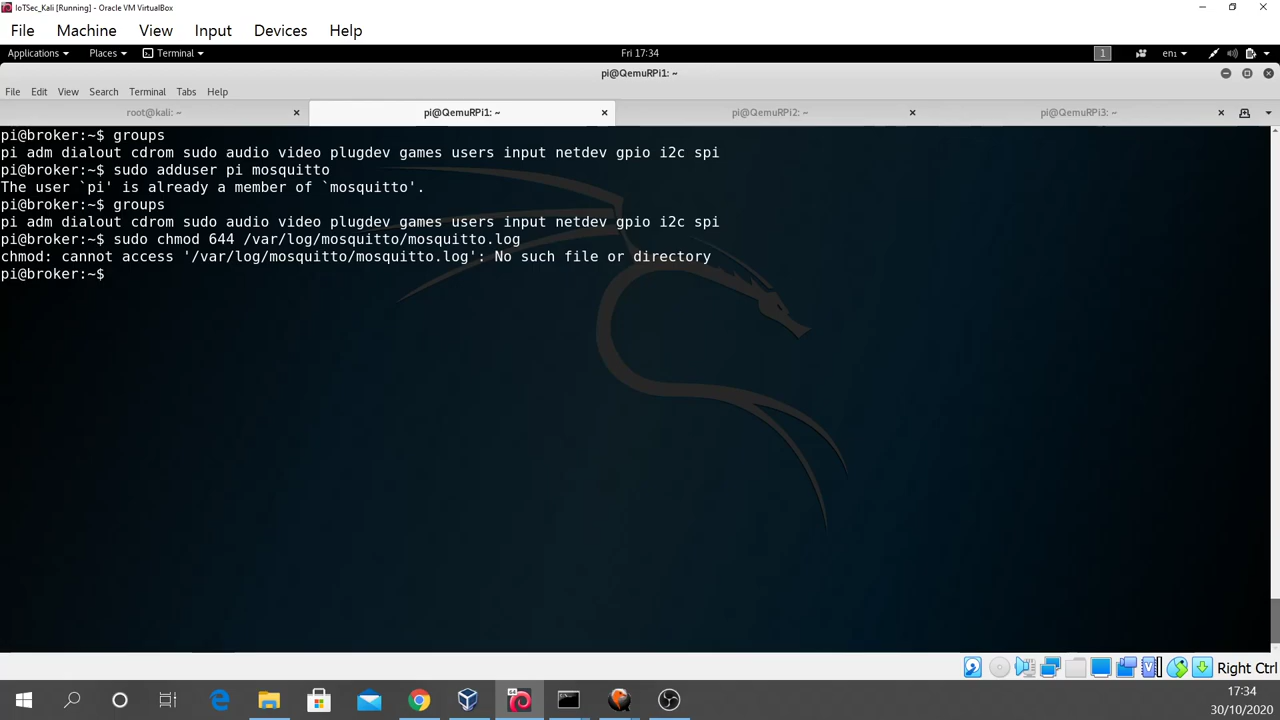 IoTSec_Kali [Running] - Oracle VM VirtualBox
File Machine View Input Devices Help
Applications Places Terminal Fri 17:34 1 en1
pi@QemuRPi1: ~
File Edit View Search Terminal Tabs Help
root@kali: ~ pi@QemuRPi1: ~ pi@QemuRPi2: ~ pi@QemuRPi3: ~
pi@broker:~$ groups
pi adm dialout cdrom sudo audio video plugdev games users input netdev gpio i2c spi
pi@broker:~$ sudo adduser pi mosquitto
The user `pi' is already a member of `mosquitto'.
pi@broker:~$ groups
pi adm dialout cdrom sudo audio video plugdev games users input netdev gpio i2c spi
pi@broker:~$ sudo chmod 644 /var/log/mosquitto/mosquitto.log
chmod: cannot access '/var/log/mosquitto/mosquitto.log': No such file or directory
pi@broker:~$
Right Ctrl
17:34
30/10/2020